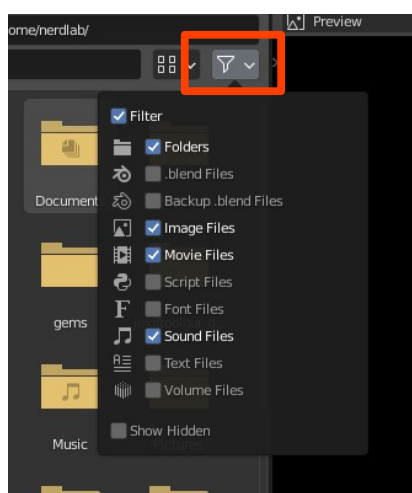 ome/nerdlab/
Preview
Filter
Folders
.blend Files
Backup .blend Files
Image Files
Movie Files
Script Files
Font Files
Sound Files
Text Files
Volume Files
Show Hidden
Document
gems
Music
Pictures